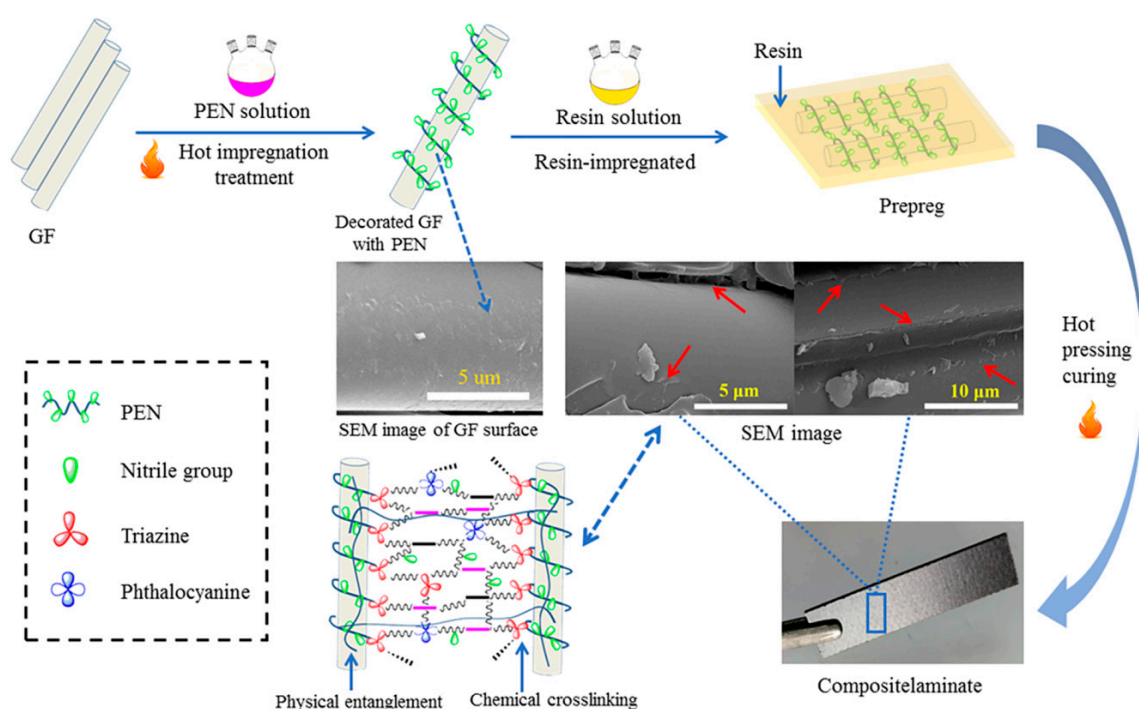 GF
PEN solution
Hot impregnation
treatment
Decorated GF
with PEN
Resin solution
Resin-impregnated
Resin
Prepreg
Hot
pressing
curing
5 um
SEM image of GF surface
5 μm
10 μm
SEM image
PEN
Nitrile group
Triazine
Phthalocyanine
Physical entanglement
Chemical crosslinking
Compositelaminate